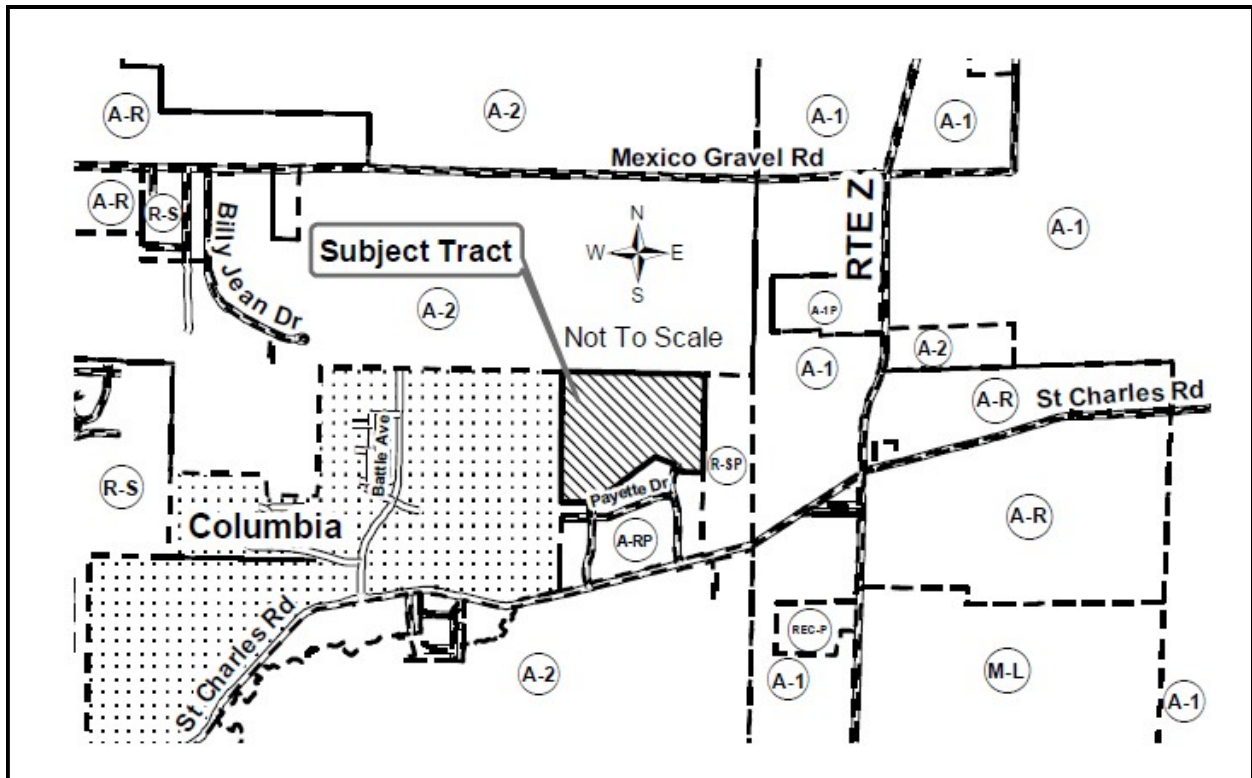 A-2
A-1
A-1
A-R
Mexico Gravel Rd
A-R
R-S
Billy Jean Dr
RTE Z
N
W E
S
A-1
Subject Tract
A-2
Not To Scale
A-1P
A-2
A-1
A-R
St Charles Rd
Battle Ave
R-S
R-SP
Payette Dr
Columbia
A-RP
A-R
St Charles Rd
REC-P
A-2
A-1
M-L
A-1